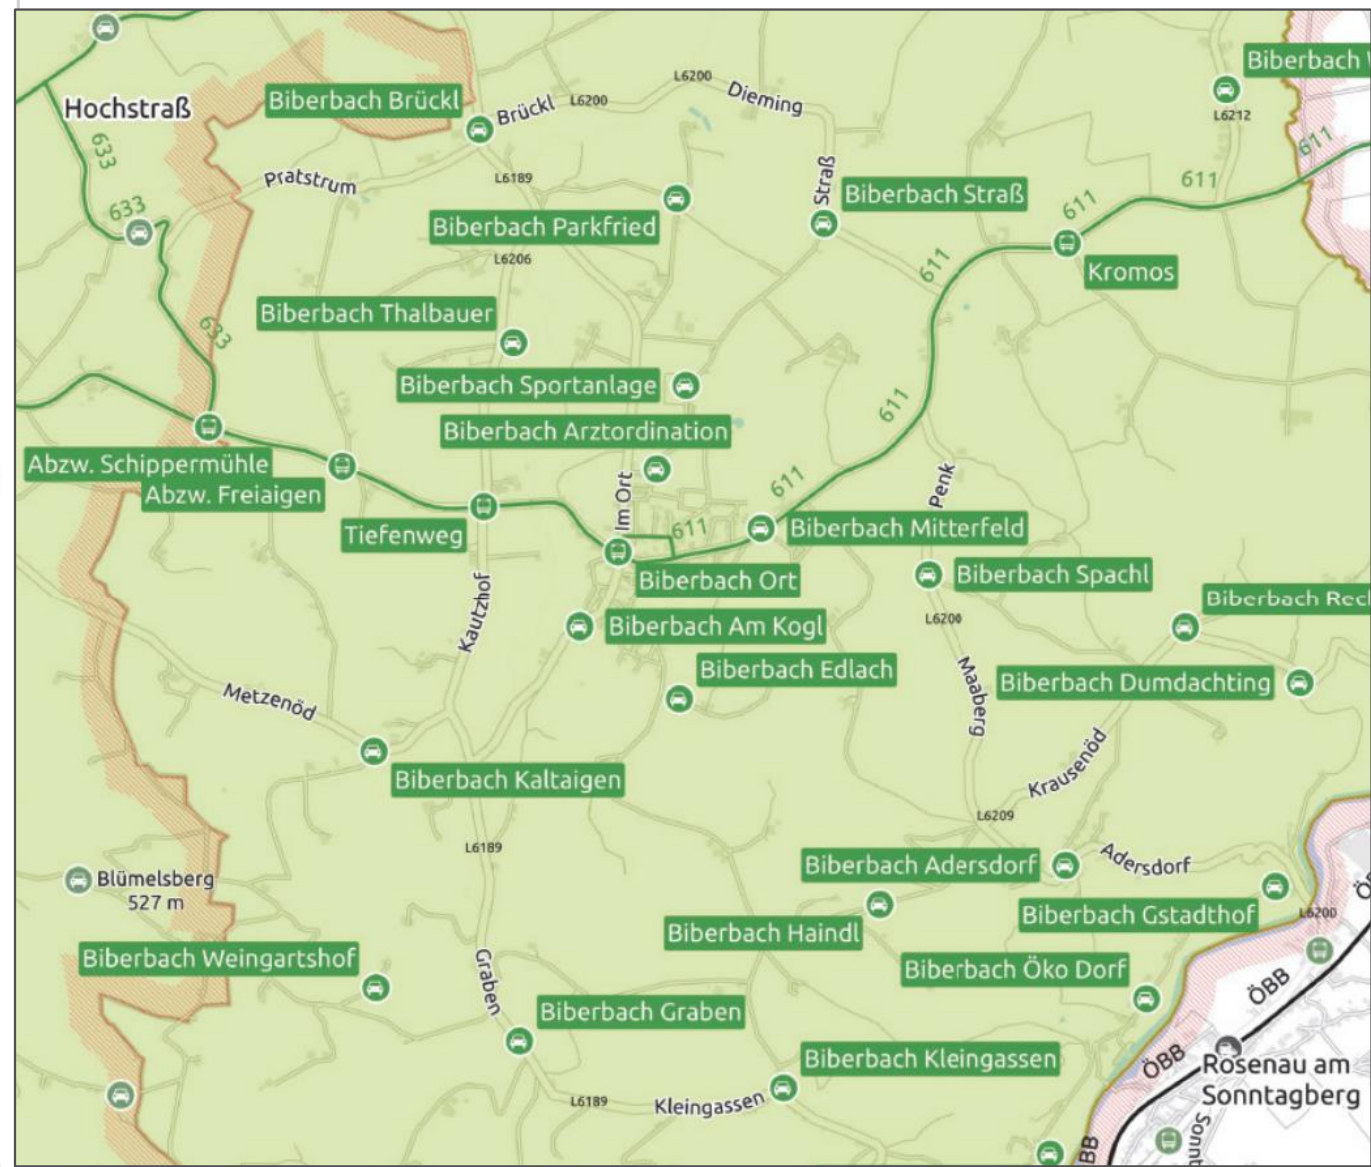 Biberbach
Hochstraß
Biberbach Brückl
Brückl
L6200
L6200
Dieming
L6212
611
633
Pratstrum
L6189
Straß
Biberbach Straß
611
611
633
Biberbach Parkfried
611
Kromos
L6206
633
Biberbach Thalbauer
Biberbach Sportanlage
611
Biberbach Arztordination
Abzw. Schippermühle
Abzw. Freiaigen
Im Ort
611
Penk
Tiefenweg
611
Biberbach Mitterfeld
Biberbach Ort
Biberbach Spachl
Kautzhof
Biberbach Am Kogl
L6200
Biberbach
Biberbach Edlach
Maaberg
Biberbach Dumdachting
Metzenöd
Biberbach Kaltaigen
Krausenöd
L6209
L6189
Biberbach Adersdorf
Adersdorf
Blümelsberg
527 m
Biberbach Gstadthof
L6200
Biberbach Haindl
Biberbach Weingartshof
Graben
Biberbach Öko Dorf
ÖBB
Biberbach Graben
Biberbach Kleingassen
ÖBB
Rosenau am
Sonntagberg
L6189
Kleingassen